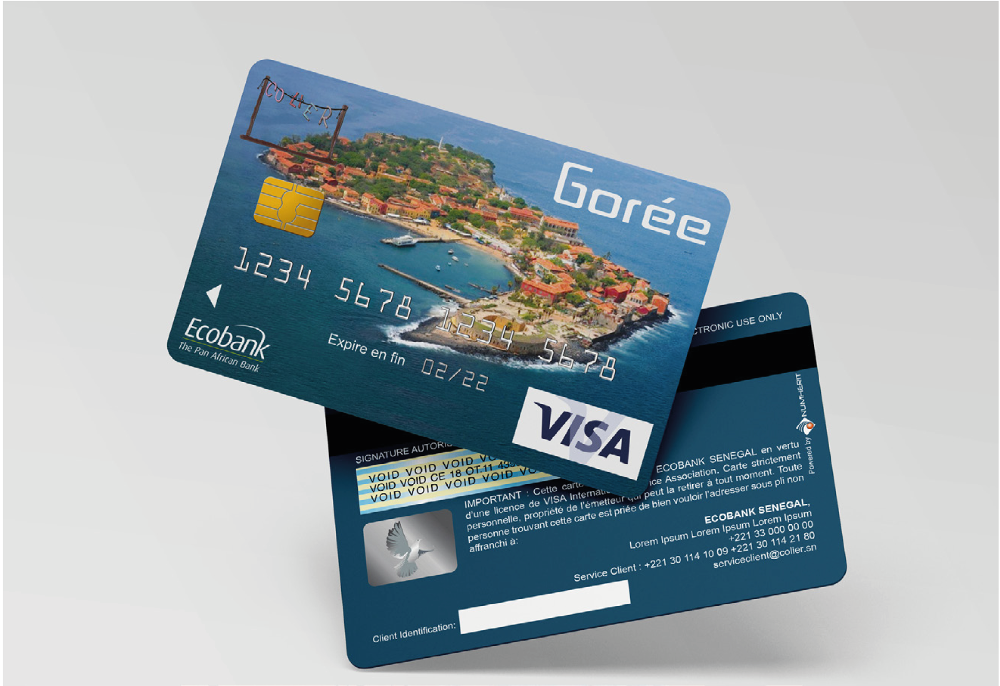 COLIER
Gorée
1234 5678 1234 5678
Ecobank
The Pan African Bank
Expire en fin 02/22
VISA
USE ONLY
NUMHERIT
Powered by
SIGNATURE
VOID VOID VOID
VOID VOID CE 18 OT.11
VOID VOID VOID VOID
IMPORTANT : Cette carte ECOBANK SENEGAL en vertu
d'une licence de VISA Association. Carte strictement
personnelle, propriété de l'émetteur qui peut la retirer à tout moment. Toute
personne trouvant cette carte est priée de bien vouloir l'adresser sous pli non
affranchi à:
ECOBANK SENEGAL,
Lorem Ipsum Lorem Ipsum Lorem Ipsum
+221 33 000 00 00
Service Client : +221 30 114 10 09 +221 30 114 21 80
serviceclient@colier.sn
Client Identification: